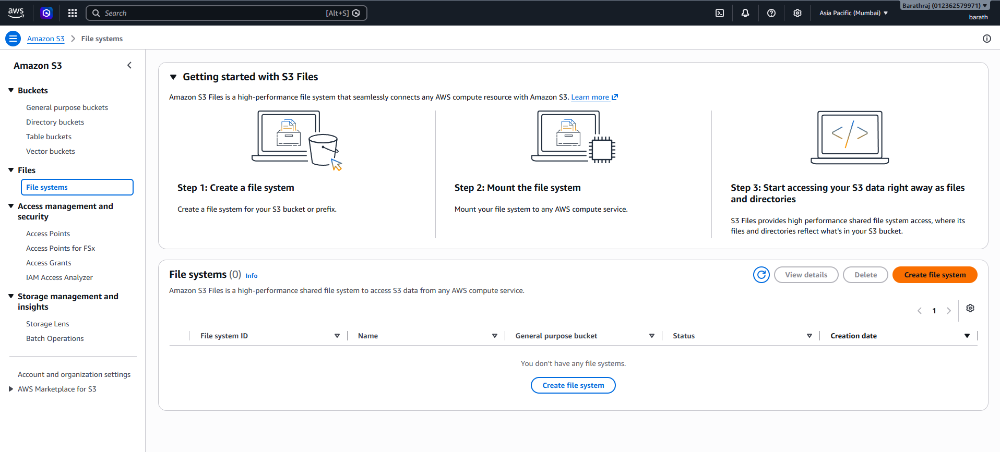 aws
Search
[Alt+S]
Asia Pacific (Mumbai)
Barathraj (012362579971)
barath
Amazon S3
File systems
Amazon S3
Buckets
General purpose buckets
Directory buckets
Table buckets
Vector buckets
Files
File systems
Access management and
security
Access Points
Access Points for FSx
Access Grants
IAM Access Analyzer
Storage management and
insights
Storage Lens
Batch Operations
Account and organization settings
AWS Marketplace for S3
Getting started with S3 Files
Amazon S3 Files is a high-performance file system that seamlessly connects any AWS compute resource with Amazon S3. Learn more
Step 1: Create a file system
Create a file system for your S3 bucket or prefix.
Step 2: Mount the file system
Mount your file system to any AWS compute service.
Step 3: Start accessing your S3 data right away as files
and directories
S3 Files provides high performance shared file system access, where its
files and directories reflect what's in your S3 bucket.
File systems (0) Info
View details
Delete
Create file system
Amazon S3 Files is a high-performance shared file system to access S3 data from any AWS compute service.
1
File system ID
Name
General purpose bucket
Status
Creation date
You don't have any file systems.
Create file system